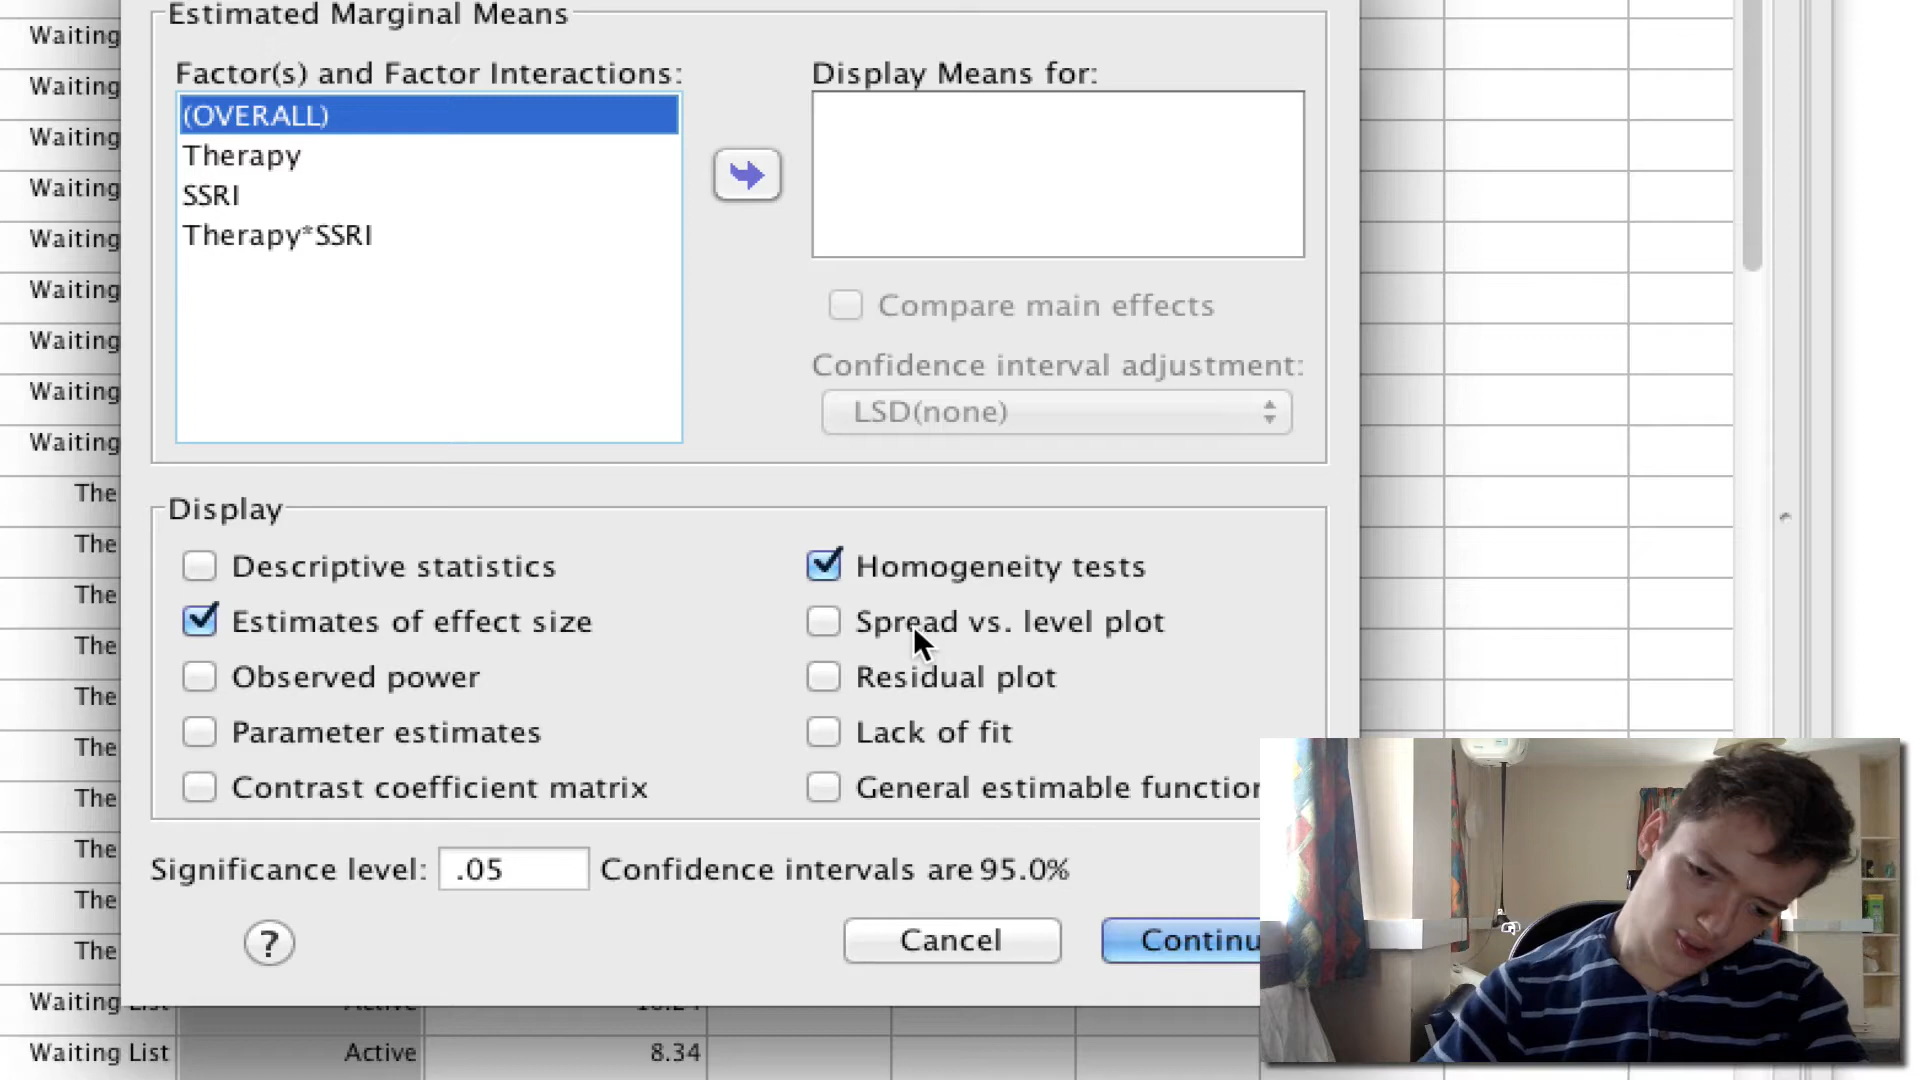 Estimated Marginal Means
Waiting
Factor(s) and Factor Interactions:
Display Means for:
Waiting
(OVERALL)
Waiting
Therapy
Waiting
SSRI
Waiting
Therapy*SSRI
Waiting
Compare main effects
Waiting
Confidence interval adjustment:
Waiting
LSD(none)
Waiting
The
Display
The
Descriptive statistics
Homogeneity tests
The
Estimates of effect size
Spread vs. level plot
The
Observed power
Residual plot
The
Parameter estimates
Lack of fit
The
Contrast coefficient matrix
General estimable function
The
The
Significance level: .05 Confidence intervals are 95.0%
The
?
Cancel
Continu
The
Waiting List
Active
Waiting List
Active
8.34